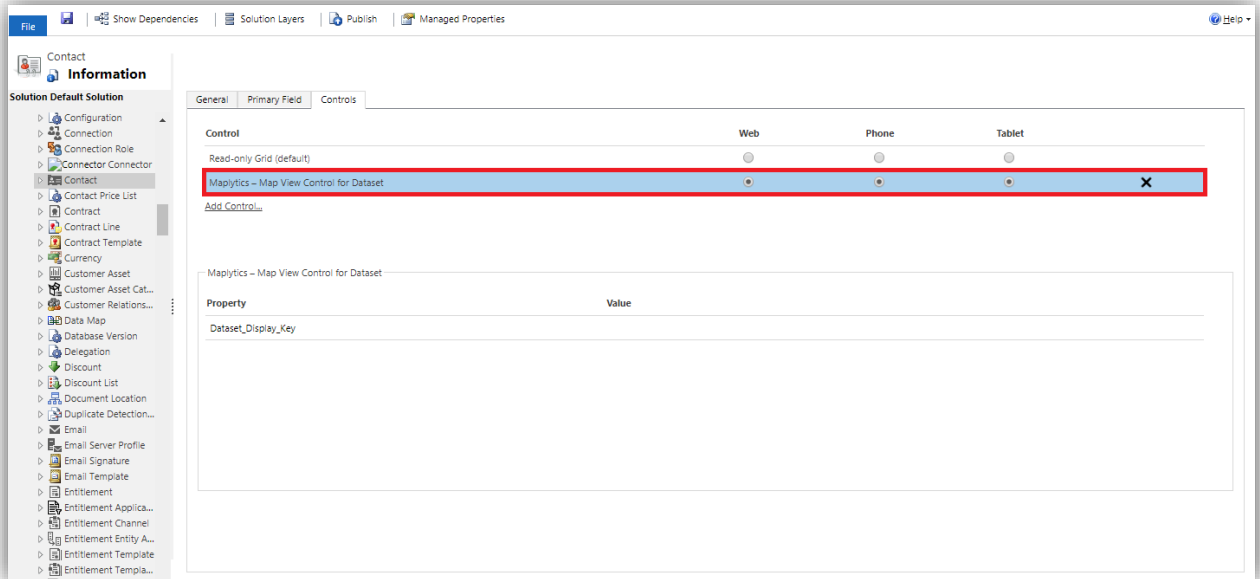 File
Show Dependencies
Solution Layers
Publish
Managed Properties
Help
Contact
Information
Solution Default Solution
Configuration
Connection
Connection Role
Connector Connector
Contact
Contact Price List
Contract
Contract Line
Contract Template
Currency
Customer Asset
Customer Asset Cat...
Customer Relations...
Data Map
Database Version
Delegation
Discount
Discount List
Document Location
Duplicate Detection...
Email
Email Server Profile
Email Signature
Email Template
Entitlement
Entitlement Applica...
Entitlement Channel
Entitlement Entity A...
Entitlement Template
Entitlement Templa...
General Primary Field Controls
Control Web Phone Tablet
Read-only Grid (default)
Maplytics – Map View Control for Dataset
Add Control...
Maplytics – Map View Control for Dataset
Property Value
Dataset_Display_Key